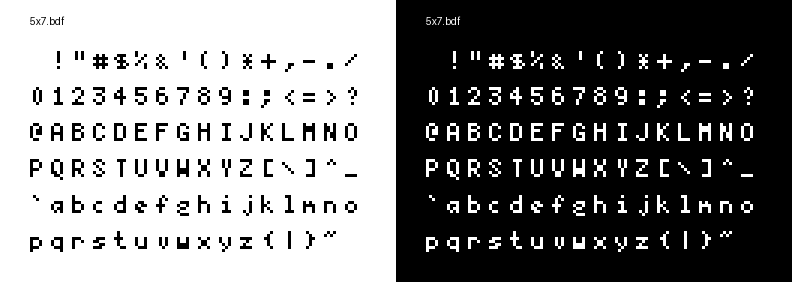 5x7.bdf
!"#$%&'()*+,-./
0123456789:;<=>?
@ABCDEFGHIJKLMNO
PQRSTUVWXYZ[\]^_
`abcdefghijklmno
pqrstuvwxyz{|}~
5x7.bdf
!"#$%&'()*+,-./
0123456789:;<=>?
@ABCDEFGHIJKLMNO
PQRSTUVWXYZ[\]^_
`abcdefghijklmno
pqrstuvwxyz{|}~